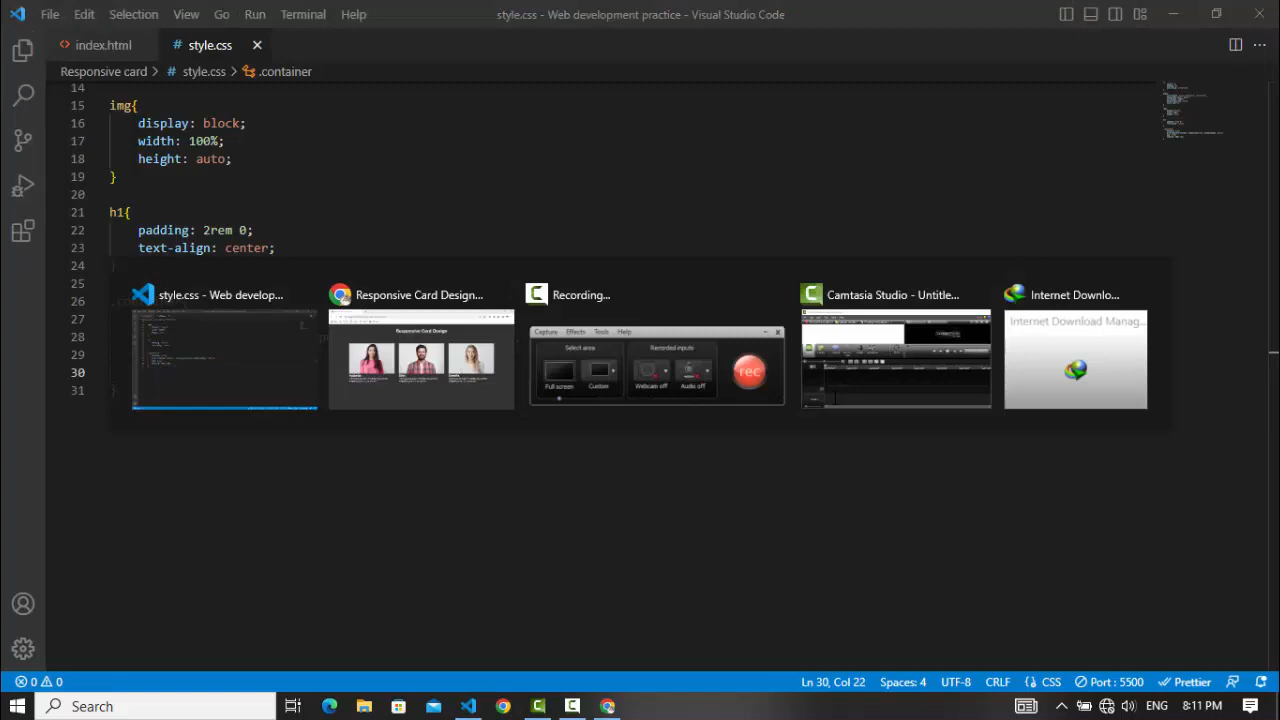 File Edit Selection View Go Run Terminal Help
style.css - Web development practice - Visual Studio Code
index.html
# style.css
Responsive card > # style.css > .container
14
15 img{
16 display: block;
17 width: 100%;
18 height: auto;
19 }
20
21 h1{
22 padding: 2rem 0;
23 text-align: center;
24 }
25
26
27
28
29
30
31 }
style.css - Web develop...
Responsive Card Design...
Recording...
Camtasia Studio - Untitle...
Internet Downlo...
Responsive Card Design
Capture Effects Tools Help
Select area
Recorded inputs
Full screen
Custom
Webcam off
Audio off
rec
Internet Download Manag...
0 0
Ln 30, Col 22
Spaces: 4
UTF-8
CRLF
CSS
Port : 5500
Prettier
Search
ENG
8:11 PM